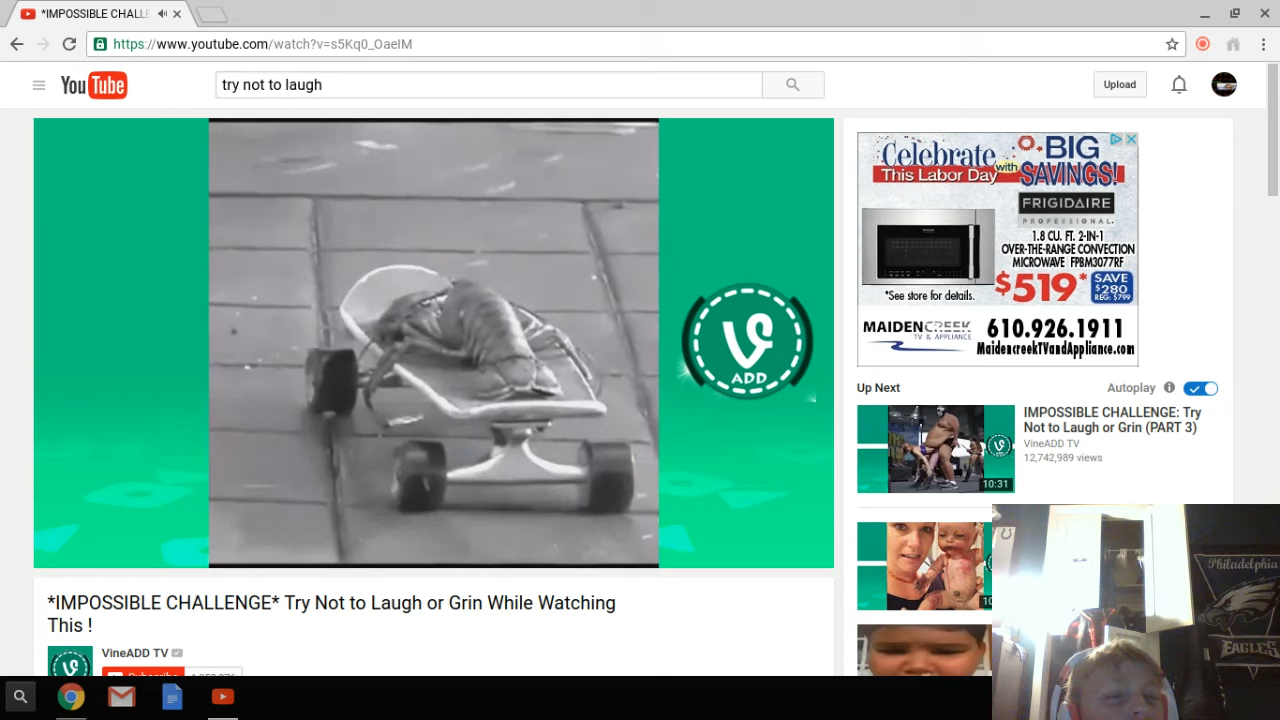 *IMPOSSIBLE CHALLE
https://www.youtube.com/watch?v=s5Kq0_OaeIM
YouTube
try not to laugh
Upload
V
ADD
Celebrate
This Labor Day
with
BIG
SAVINGS!
FRIGIDAIRE
PROFESSIONAL.
1.8 CU. FT. 2-IN-1
OVER-THE-RANGE CONVECTION
MICROWAVE FPBM3077RF
$519*
SAVE
$280
REG: $799
*See store for details.
MAIDENCREEK
TV & APPLIANCE
610.926.1911
MaidencreekTVandAppliance.com
Up Next
Autoplay
IMPOSSIBLE CHALLENGE: Try
Not to Laugh or Grin (PART 3)
VineADD TV
12,742,989 views
10:31
*IMPOSSIBLE CHALLENGE* Try Not to Laugh or Grin While Watching
This !
VineADD TV
Subscribe
Philadelphia
EAGLES